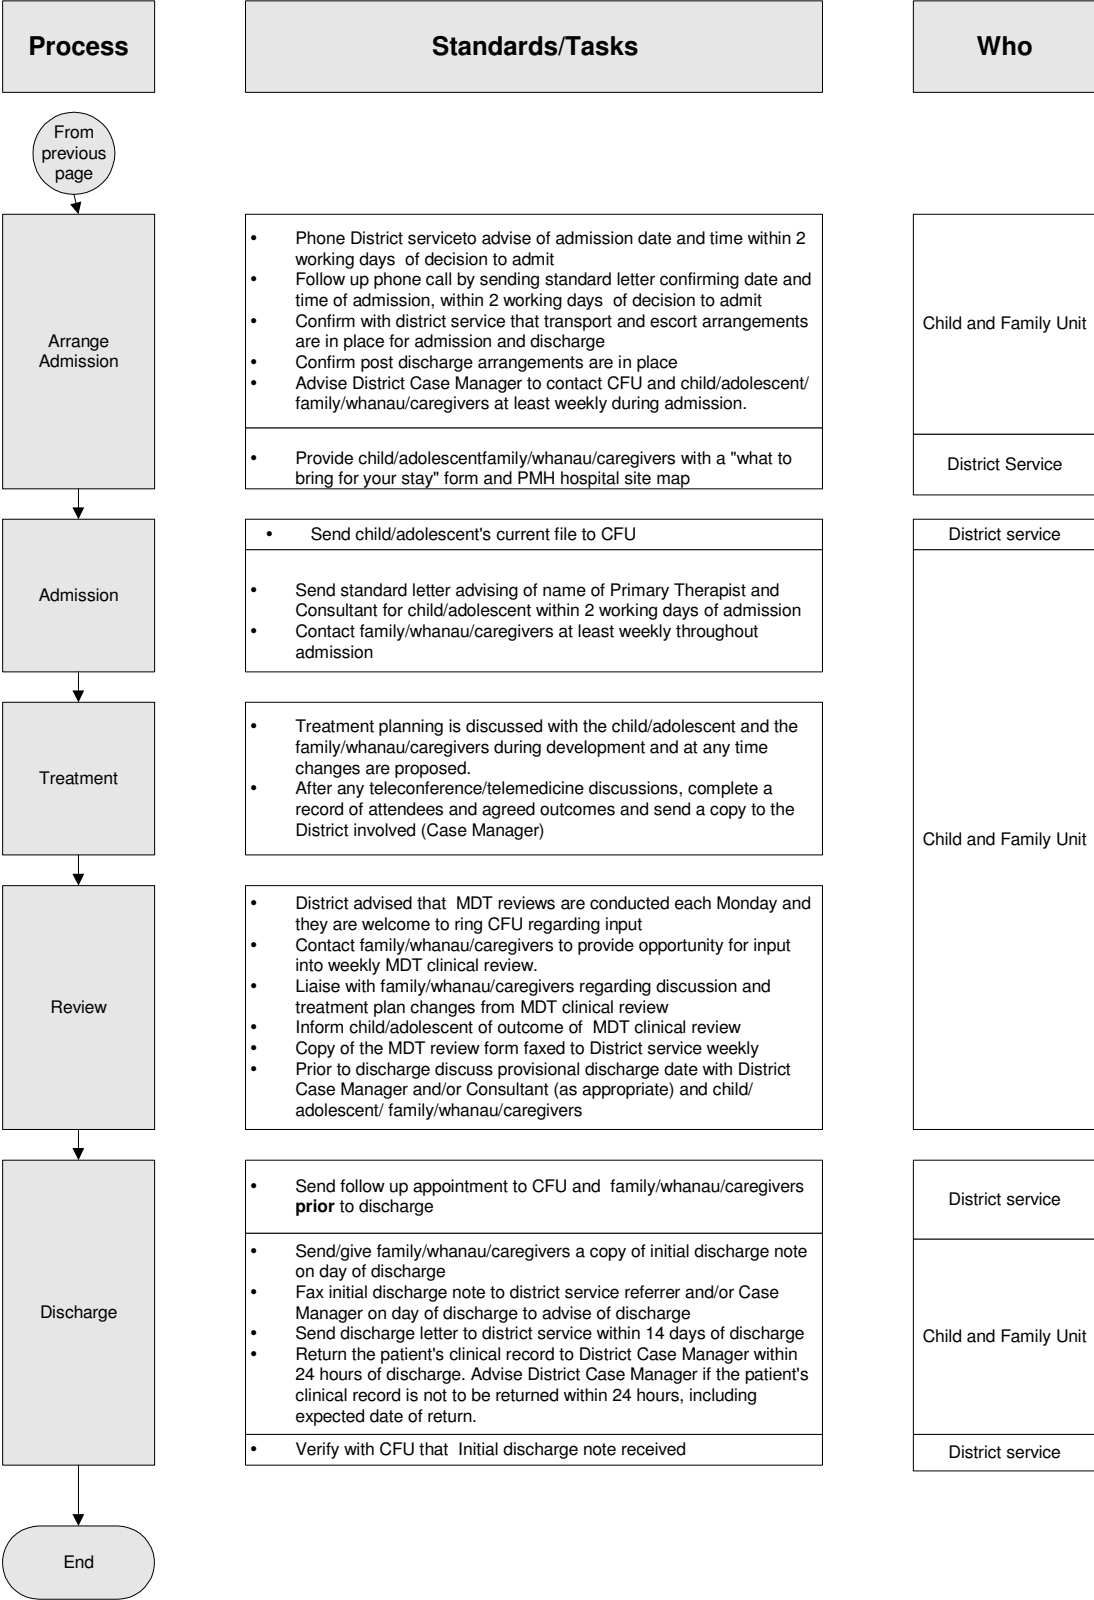 Process
Standards/Tasks
Who
From
previous
page
Arrange
Admission
• Phone District serviceto advise of admission date and time within 2
working days  of decision to admit
• Follow up phone call by sending standard letter confirming date and
time of admission, within 2 working days  of decision to admit
• Confirm with district service that transport and escort arrangements
are in place for admission and discharge
• Confirm post discharge arrangements are in place
• Advise District Case Manager to contact CFU and child/adolescent/
family/whanau/caregivers at least weekly during admission.
Child and Family Unit
• Provide child/adolescentfamily/whanau/caregivers with a "what to
bring for your stay" form and PMH hospital site map
District Service
Admission
• Send child/adolescent's current file to CFU
District service
• Send standard letter advising of name of Primary Therapist and
Consultant for child/adolescent within 2 working days of admission
• Contact family/whanau/caregivers at least weekly throughout
admission
Treatment
• Treatment planning is discussed with the child/adolescent and the
family/whanau/caregivers during development and at any time
changes are proposed.
• After any teleconference/telemedicine discussions, complete a
record of attendees and agreed outcomes and send a copy to the
District involved (Case Manager)
Child and Family Unit
Review
• District advised that  MDT reviews are conducted each Monday and
they are welcome to ring CFU regarding input
• Contact family/whanau/caregivers to provide opportunity for input
into weekly MDT clinical review.
• Liaise with family/whanau/caregivers regarding discussion and
treatment plan changes from MDT clinical review
• Inform child/adolescent of outcome of  MDT clinical review
• Copy of the MDT review form faxed to District service weekly
• Prior to discharge discuss provisional discharge date with District
Case Manager and/or Consultant (as appropriate) and child/
adolescent/ family/whanau/caregivers
Discharge
• Send follow up appointment to CFU and  family/whanau/caregivers
prior to discharge
District service
• Send/give family/whanau/caregivers a copy of initial discharge note
on day of discharge
• Fax initial discharge note to district service referrer and/or Case
Manager on day of discharge to advise of discharge
• Send discharge letter to district service within 14 days of discharge
• Return the patient's clinical record to District Case Manager within
24 hours of discharge. Advise District Case Manager if the patient's
clinical record is not to be returned within 24 hours, including
expected date of return.
Child and Family Unit
• Verify with CFU that  Initial discharge note received
District service
End